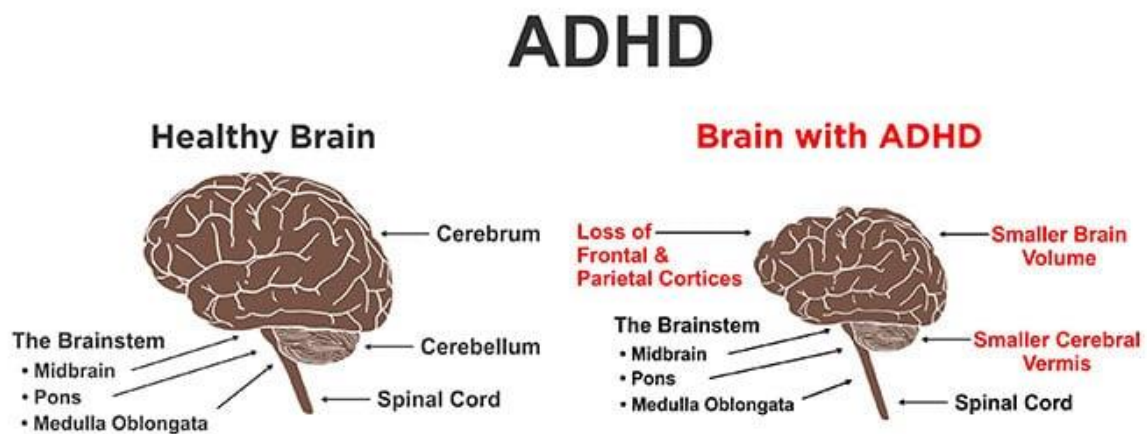 ADHD
Healthy Brain
Cerebrum
The Brainstem
• Midbrain
• Pons
• Medulla Oblongata
Cerebellum
Spinal Cord
Brain with ADHD
Loss of
Frontal &
Parietal Cortices
Smaller Brain
Volume
The Brainstem
• Midbrain
• Pons
• Medulla Oblongata
Smaller Cerebral
Vermis
Spinal Cord